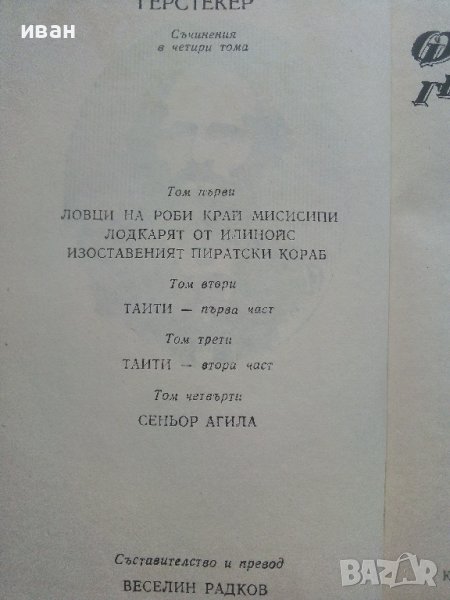 иван
ГЕРСТЕКЕР
Съчинения
в четири тома
Том първи
ЛОВЦИ НА РОБИ КРАЙ МИСИСИПИ
ЛОДКАРЯТ ОТ ИЛИНОЙС
ИЗОСТАВЕНИЯТ ПИРАТСКИ КОРАБ
Том втори
ТАИТИ — първа част
Том трети
ТАИТИ — втора част
Том четвърти
СЕНЬОР АГИЛА
Съставителство и превод
ВЕСЕЛИН РАДКОВ
BAZAR